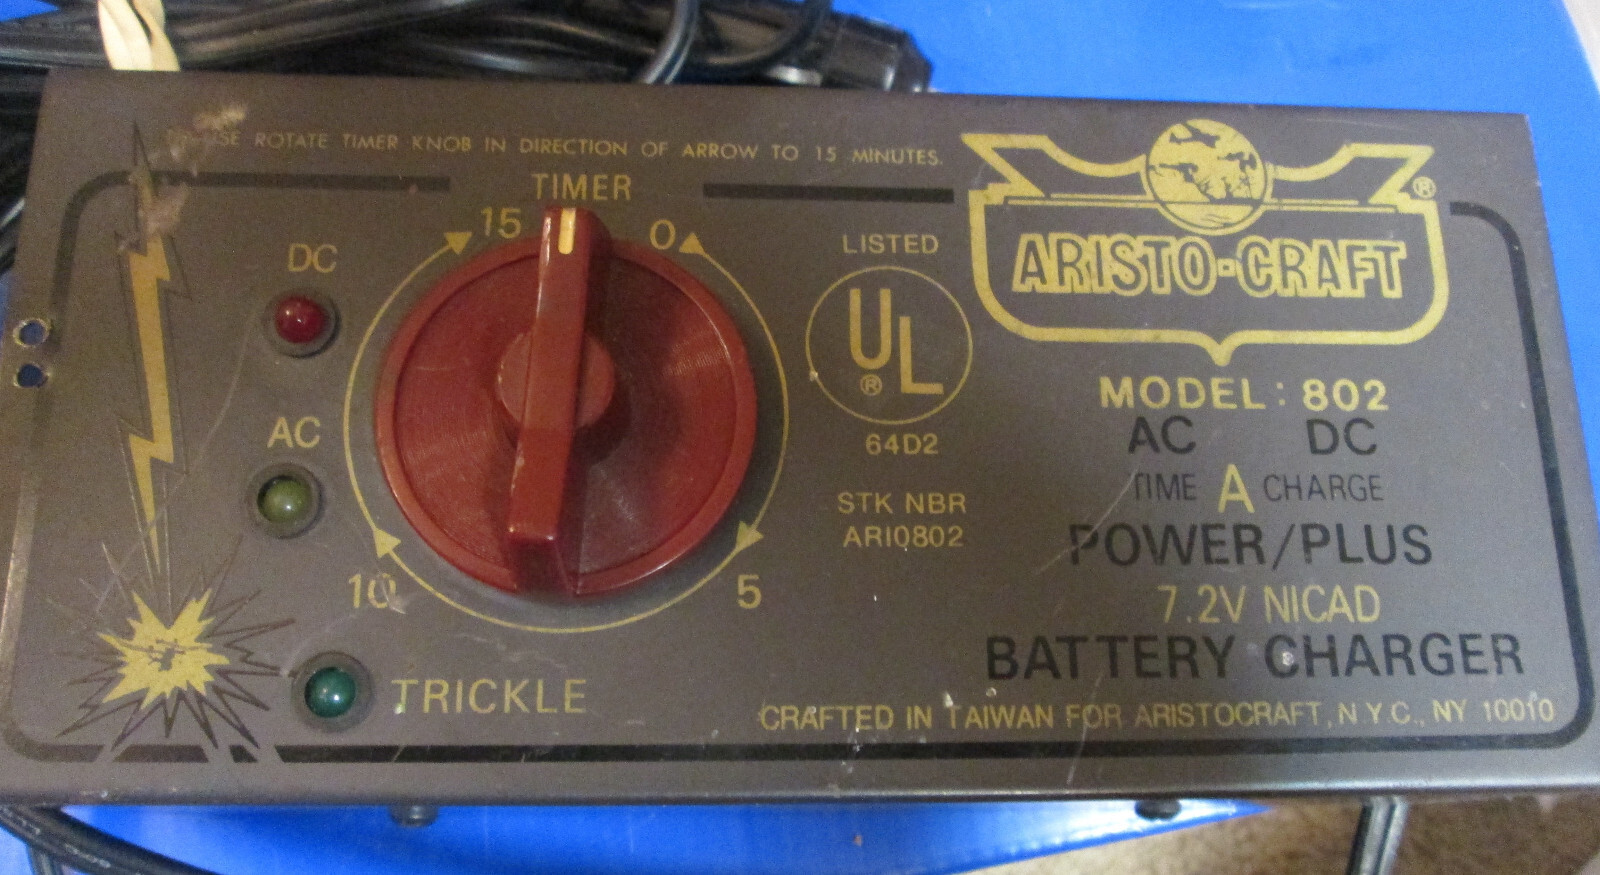 USE ROTATE TIMER KNOB IN DIRECTION OF ARROW TO 15 MINUTES.
TIMER
15 0
DC
AC
10 5
TRICKLE
LISTED
UL ®
64D2
STK NBR
ARI0802
®
ARISTO-CRAFT
MODEL: 802
AC DC
TIME A CHARGE
POWER/PLUS
7.2V NICAD
BATTERY CHARGER
CRAFTED IN TAIWAN FOR ARISTOCRAFT, N.Y.C., NY 10010